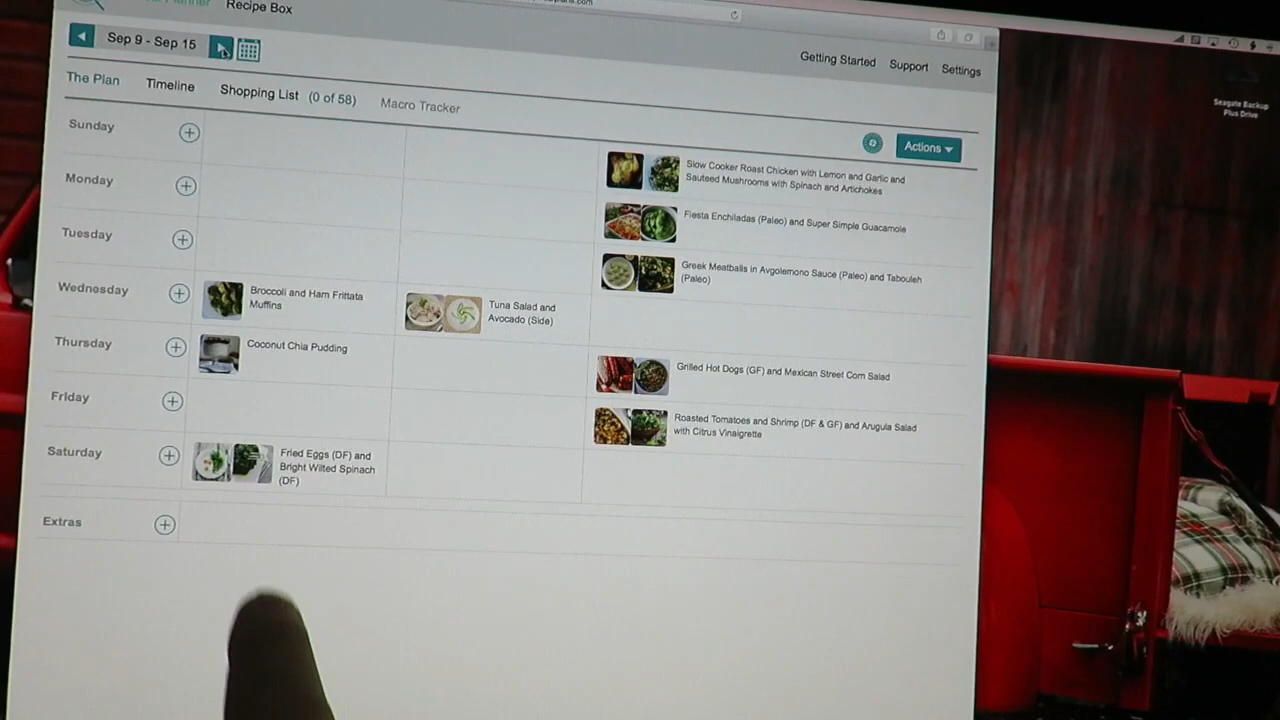 Recipe Box
Sep 9 - Sep 15
Getting Started Support Settings
The Plan Timeline Shopping List (0 of 58) Macro Tracker
Actions
Sunday
Slow Cooker Roast Chicken with Lemon and Garlic and
Sauteed Mushrooms with Spinach and Artichokes
Monday
Fiesta Enchiladas (Paleo) and Super Simple Guacamole
Tuesday
Greek Meatballs in Avgolemono Sauce (Paleo) and Tabouleh
(Paleo)
Wednesday
Broccoli and Ham Frittata
Muffins
Tuna Salad and
Avocado (Side)
Thursday
Coconut Chia Pudding
Grilled Hot Dogs (GF) and Mexican Street Corn Salad
Friday
Roasted Tomatoes and Shrimp (DF & GF) and Arugula Salad
with Citrus Vinaigrette
Saturday
Fried Eggs (DF) and
Bright Wilted Spinach
(DF)
Extras
Seagate Backup
Plus Drive